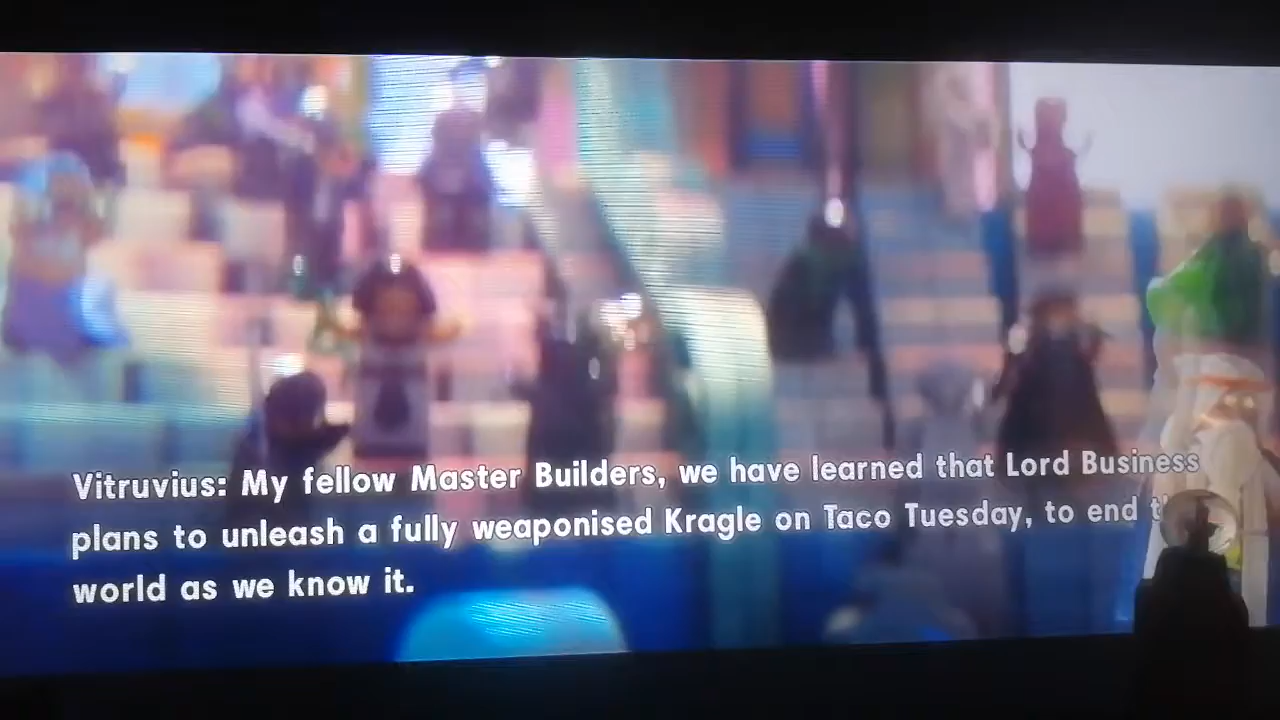 Vitruvius: My fellow Master Builders, we have learned that Lord Business
plans to unleash a fully weaponised Kragle on Taco Tuesday, to end
world as we know it.